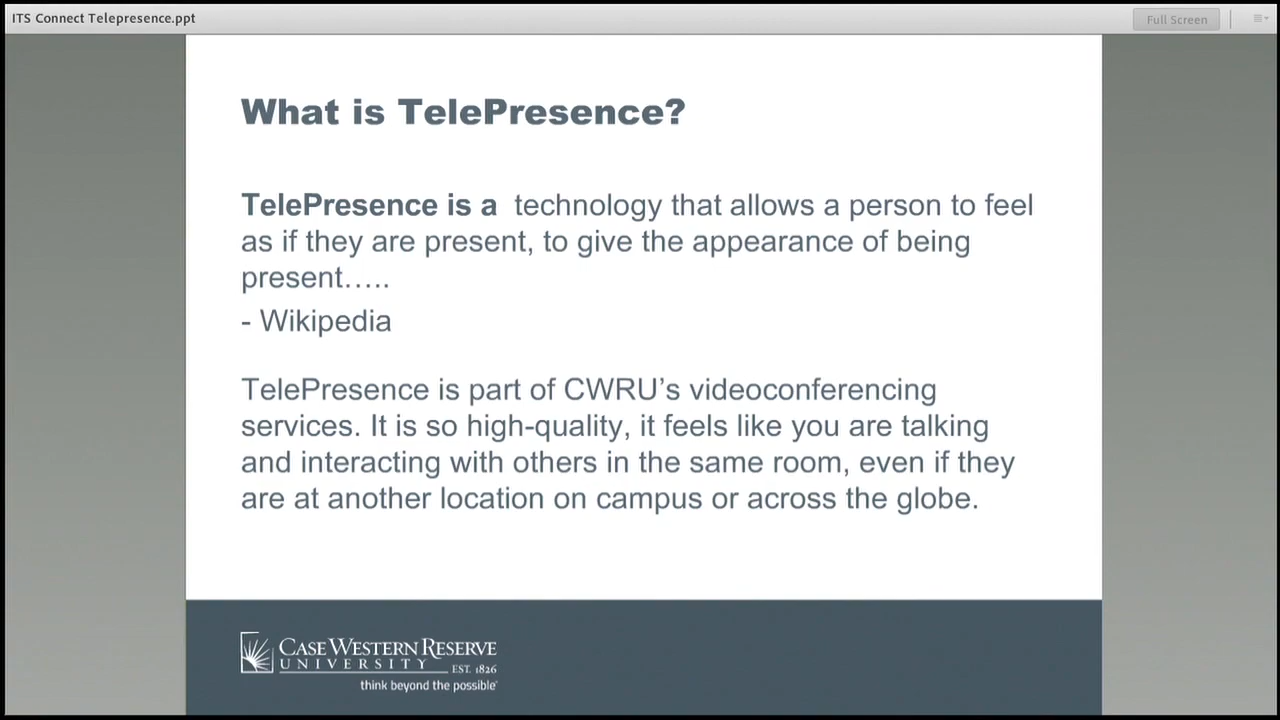 ITS Connect Telepresence.ppt
Full Screen
What is TelePresence?
TelePresence is a technology that allows a person to feel
as if they are present, to give the appearance of being
present…..
- Wikipedia
TelePresence is part of CWRU’s videoconferencing
services. It is so high-quality, it feels like you are talking
and interacting with others in the same room, even if they
are at another location on campus or across the globe.
CASE WESTERN RESERVE
UNIVERSITY EST. 1826
think beyond the possible